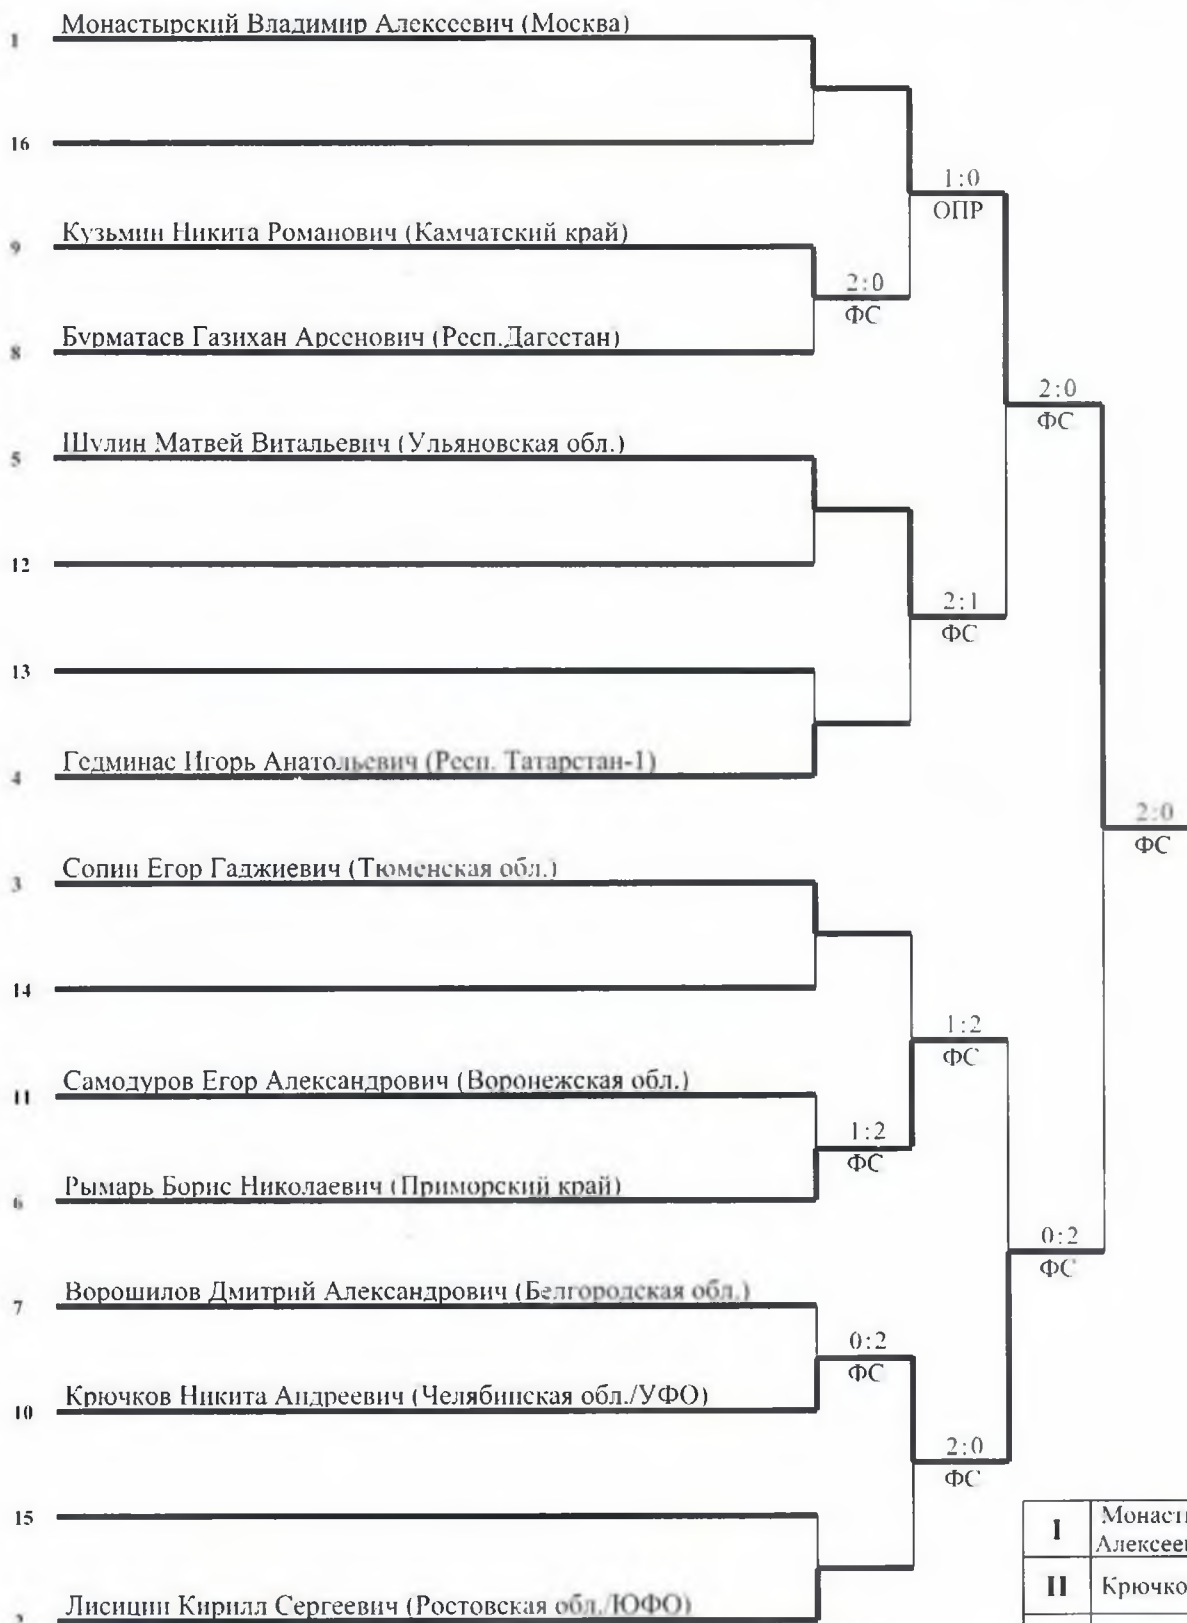 1 Монастырский Владимир Алексеевич (Москва)
16
1:0
ОПР
9 Кузьмин Никита Романович (Камчатский край)
2:0
ФС
8 Бурматаев Газихан Арсенович (Респ.Дагестан)
2:0
ФС
5 Шулин Матвей Витальевич (Ульяновская обл.)
12
2:1
ФС
13
4 Гедминас Игорь Анатольевич (Респ. Татарстан-1)
2:0
ФС
3 Сопин Егор Гаджиевич (Тюменская обл.)
14
1:2
ФС
11 Самодуров Егор Александрович (Воронежская обл.)
1:2
ФС
6 Рымарь Борис Николаевич (Приморский край)
0:2
ФС
7 Ворошилов Дмитрий Александрович (Белгородская обл.)
0:2
ФС
10 Крючков Никита Андреевич (Челябинская обл./УФО)
2:0
ФС
15
I Монасты
Алексеев
II Крючко
2 Лисицин Кирилл Сергеевич (Ростовская обл./ЮФО)